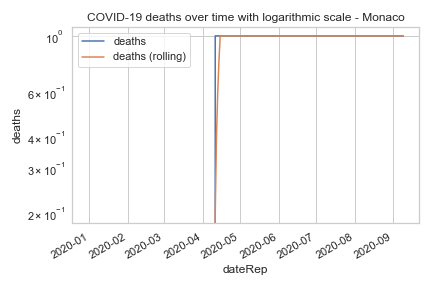 COVID-19 deaths over time with logarithmic scale - Monaco
deaths
deaths (rolling)
10⁰
6 × 10⁻¹
4 × 10⁻¹
3 × 10⁻¹
2 × 10⁻¹
deaths
2020-01
2020-02
2020-03
2020-04
2020-05
2020-06
2020-07
2020-08
2020-09
dateRep